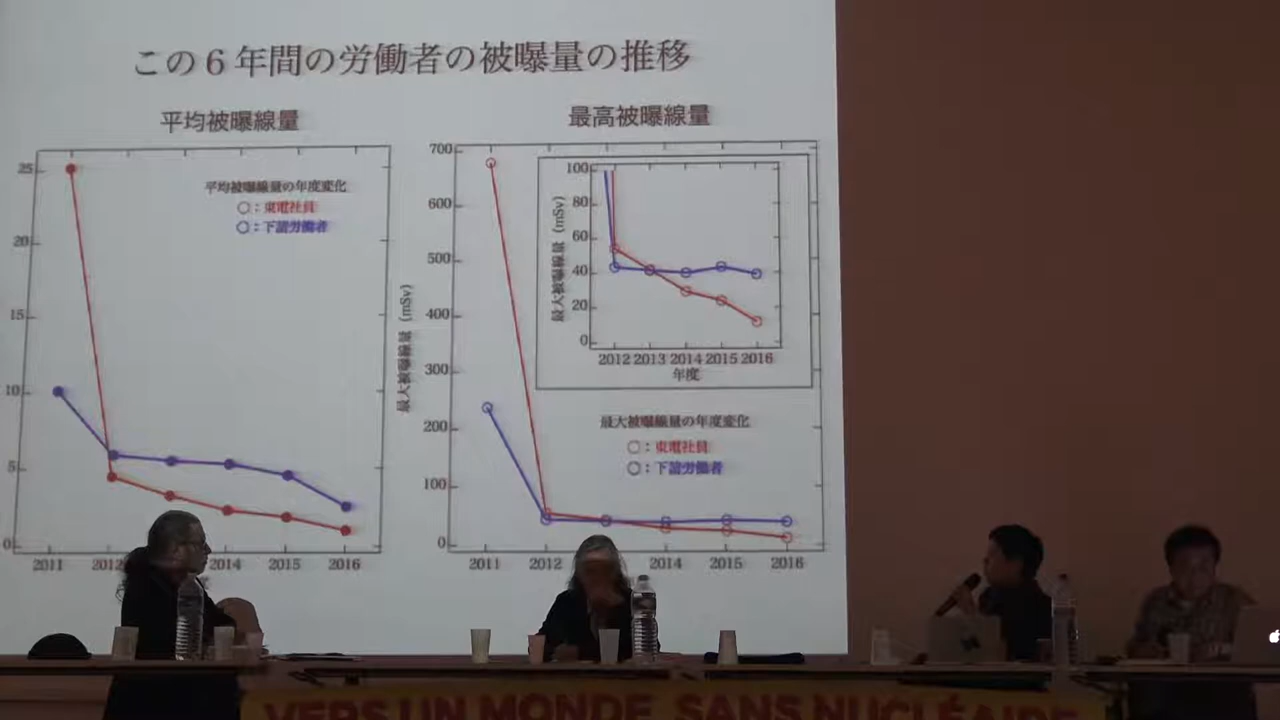 この６年間の労働者の被曝量の推移
平均被曝線量
25
20
15
10
5
0
平均被曝線量の年度変化
○：東電社員
○：下請労働者
2011 2012 2014 2015 2016
最高被曝線量
最大被曝線量（mSv）
700
600
500
400
300
200
100
0
最大被曝線量（mSv）
100
80
60
40
20
0
2012 2013 2014 2015 2016
年度
最大被曝線量の年度変化
○：東電社員
○：下請労働者
2011 2012 2014 2015 2016
VERS UN MONDE SANS NUCLÉAIRE